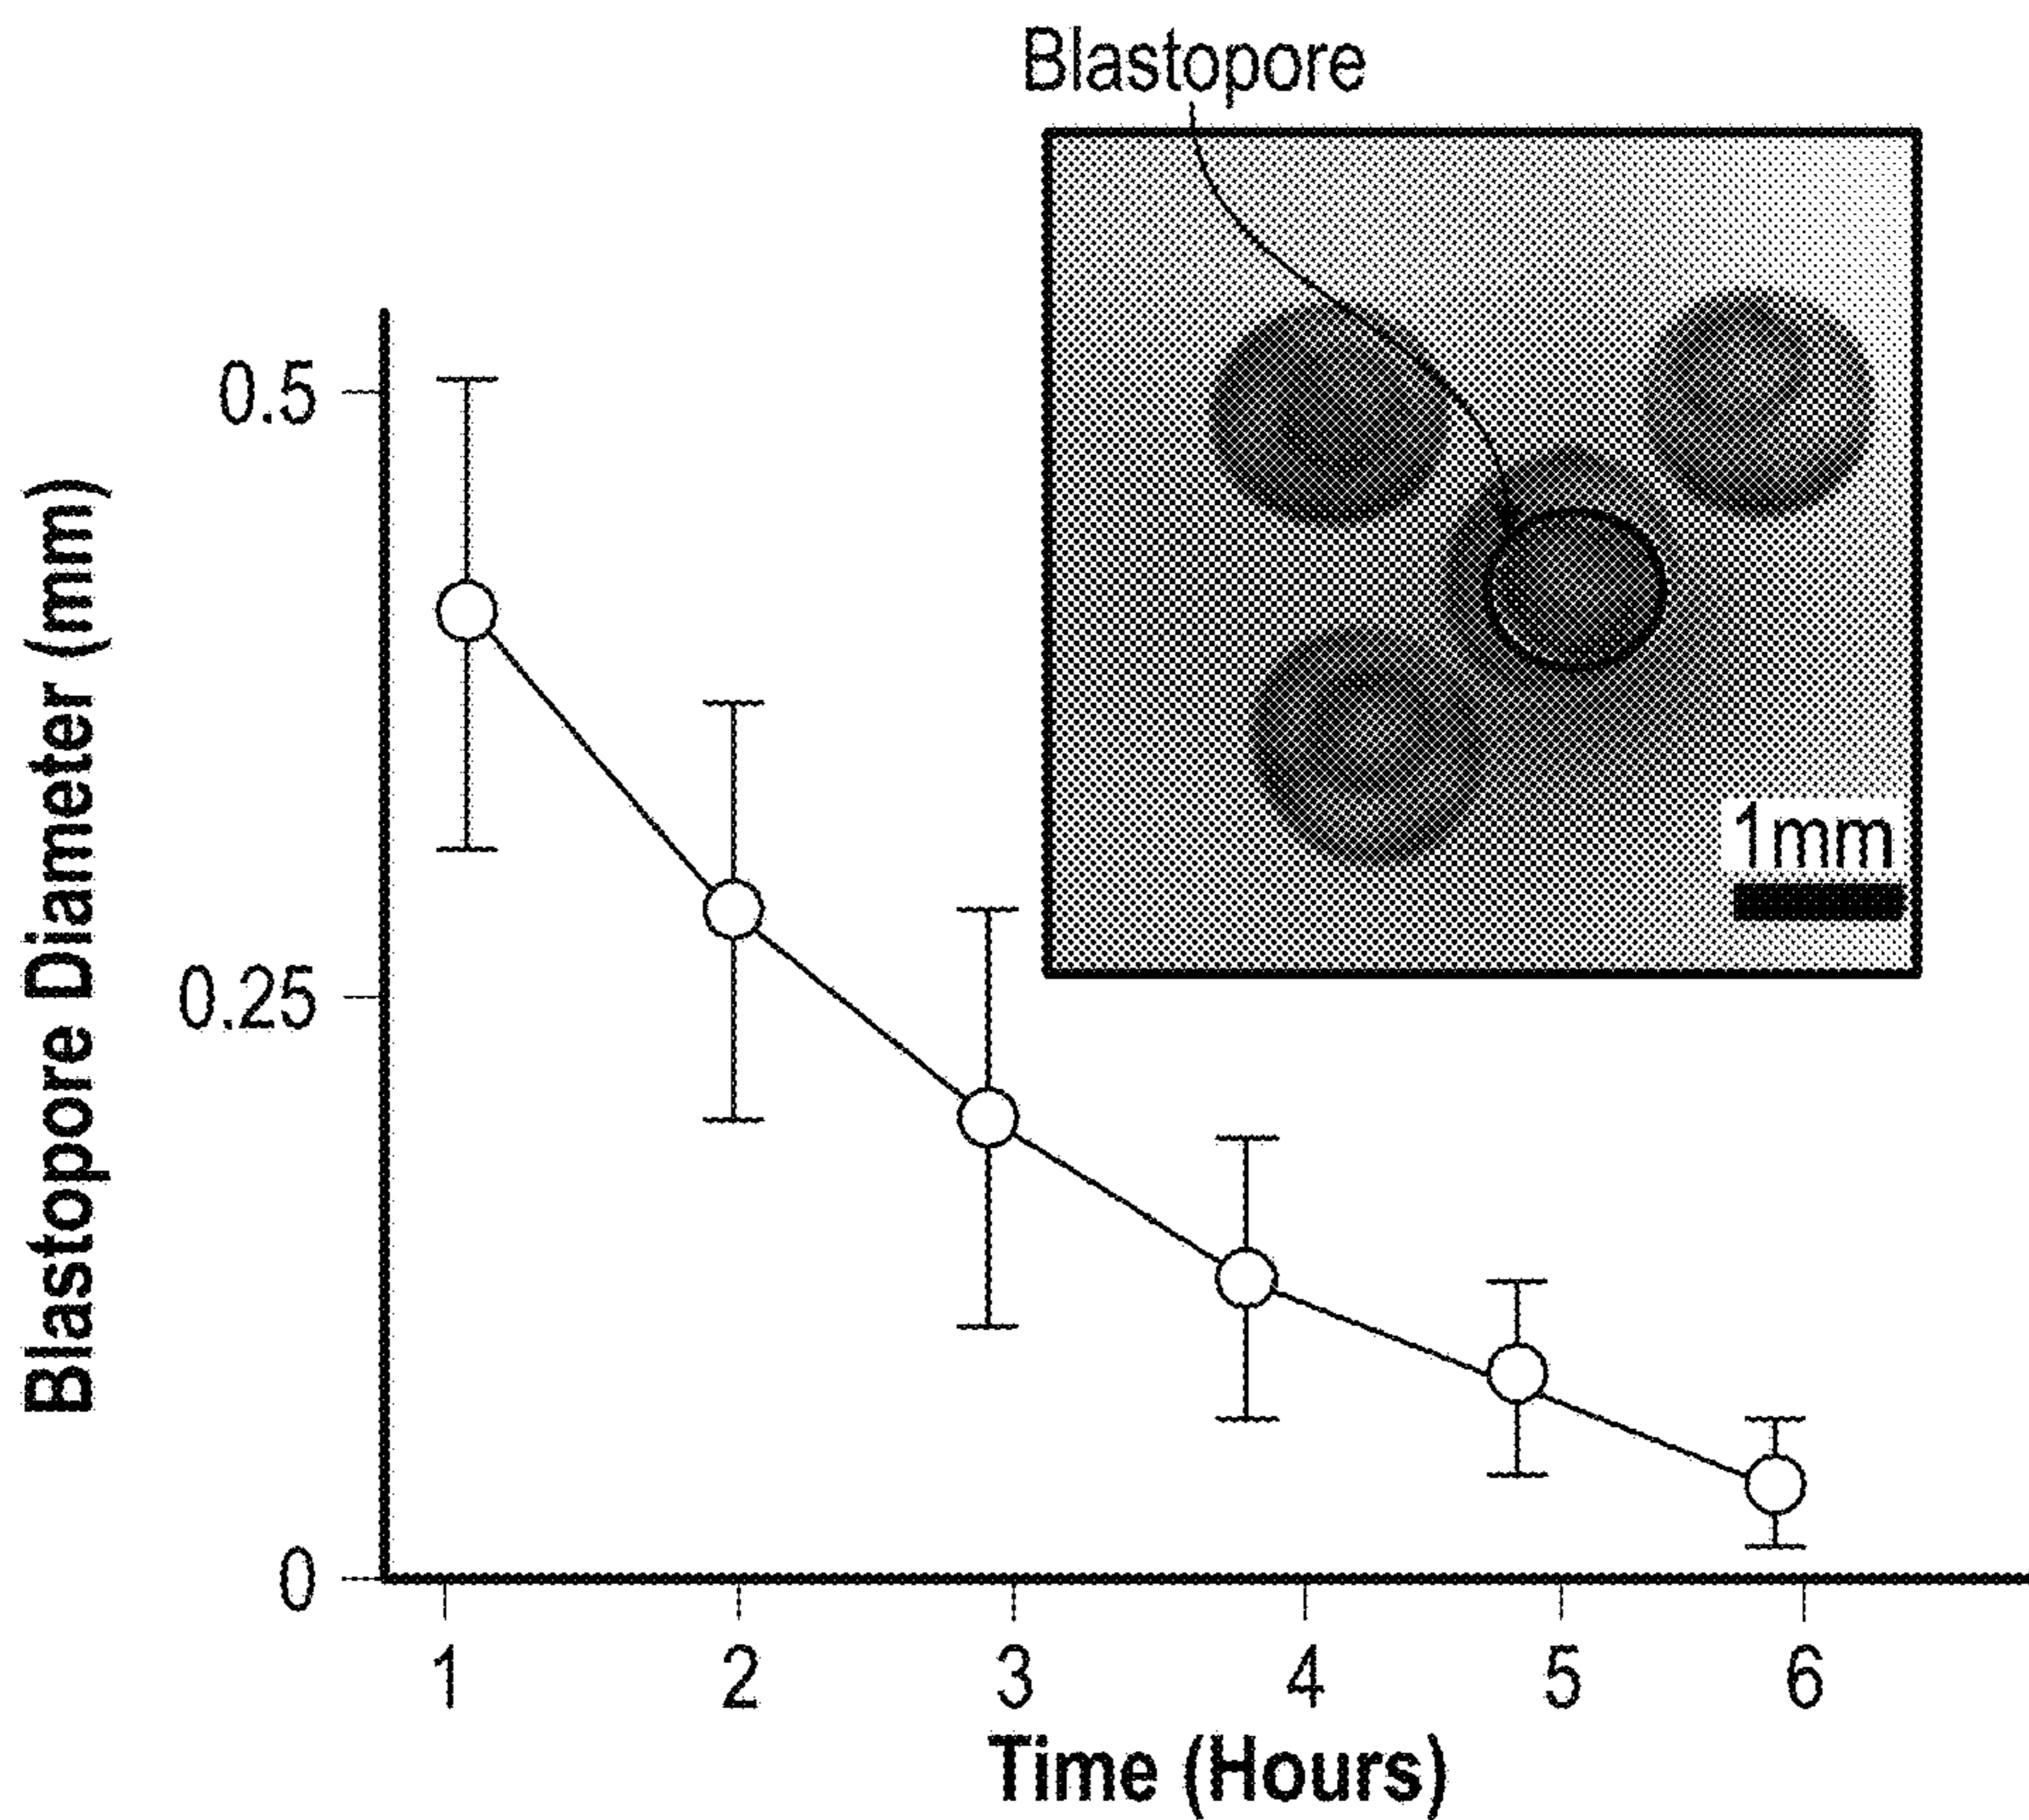 Blastopore
1mm
Blastopore Diameter (mm)
0.5
0.25
0
1 2 3 4 5 6
Time (Hours)